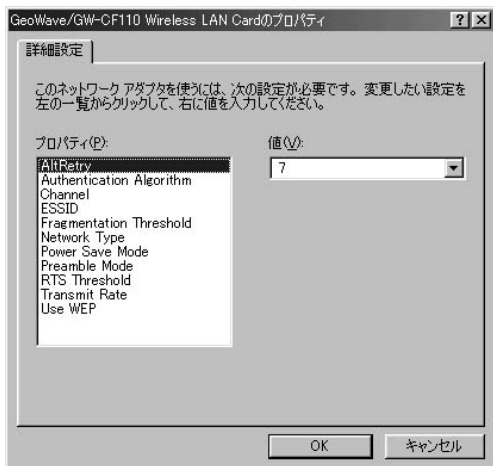 GeoWave/GW-CF110 Wireless LAN Cardのプロパティ
詳細設定
このネットワーク アダプタを使うには、次の設定が必要です。変更したい設定を
左の一覧からクリックして、右に値を入力してください。
プロパティ(P):
値(V):
AltRetry
7
Authentication Algorithm
Channel
ESSID
Fragmentation Threshold
Network Type
Power Save Mode
Preamble Mode
RTS Threshold
Transmit Rate
Use WEP
OK
キャンセル